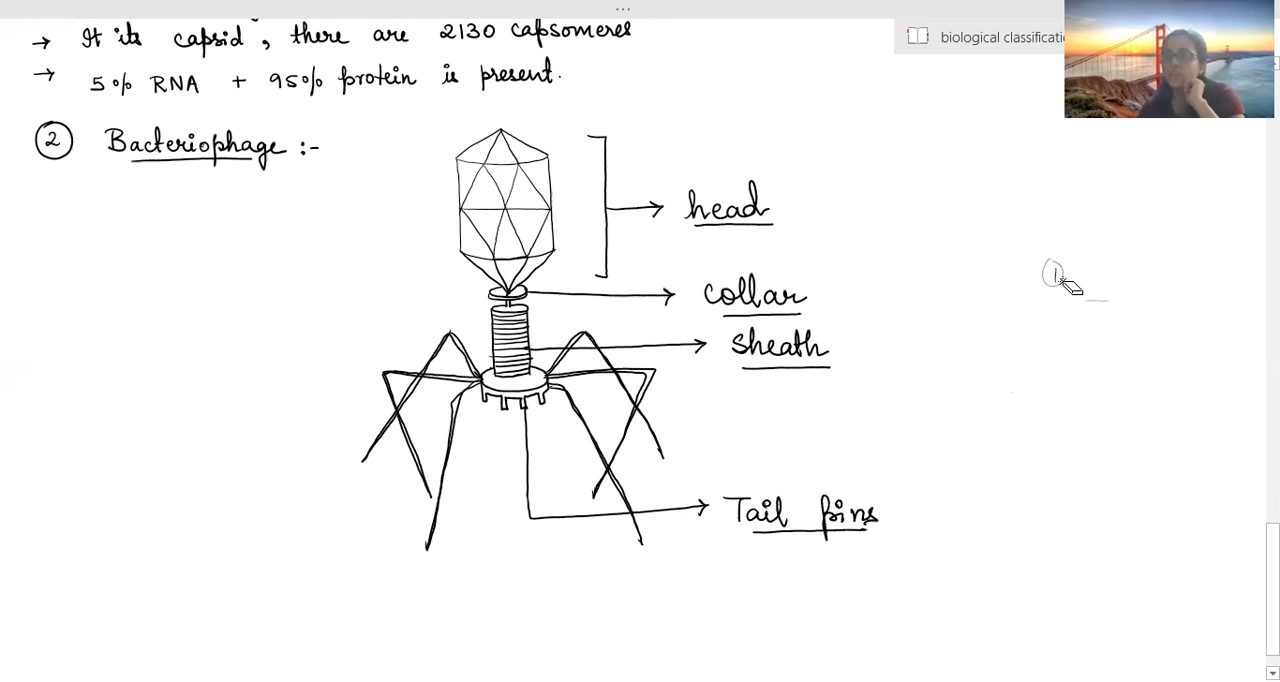 → It its capsid, there are 2130 capsomeres
biological classificati
→ 5% RNA + 95% protein is present.
② Bacteriophage :-
head
collar
sheath
Tail pins
①